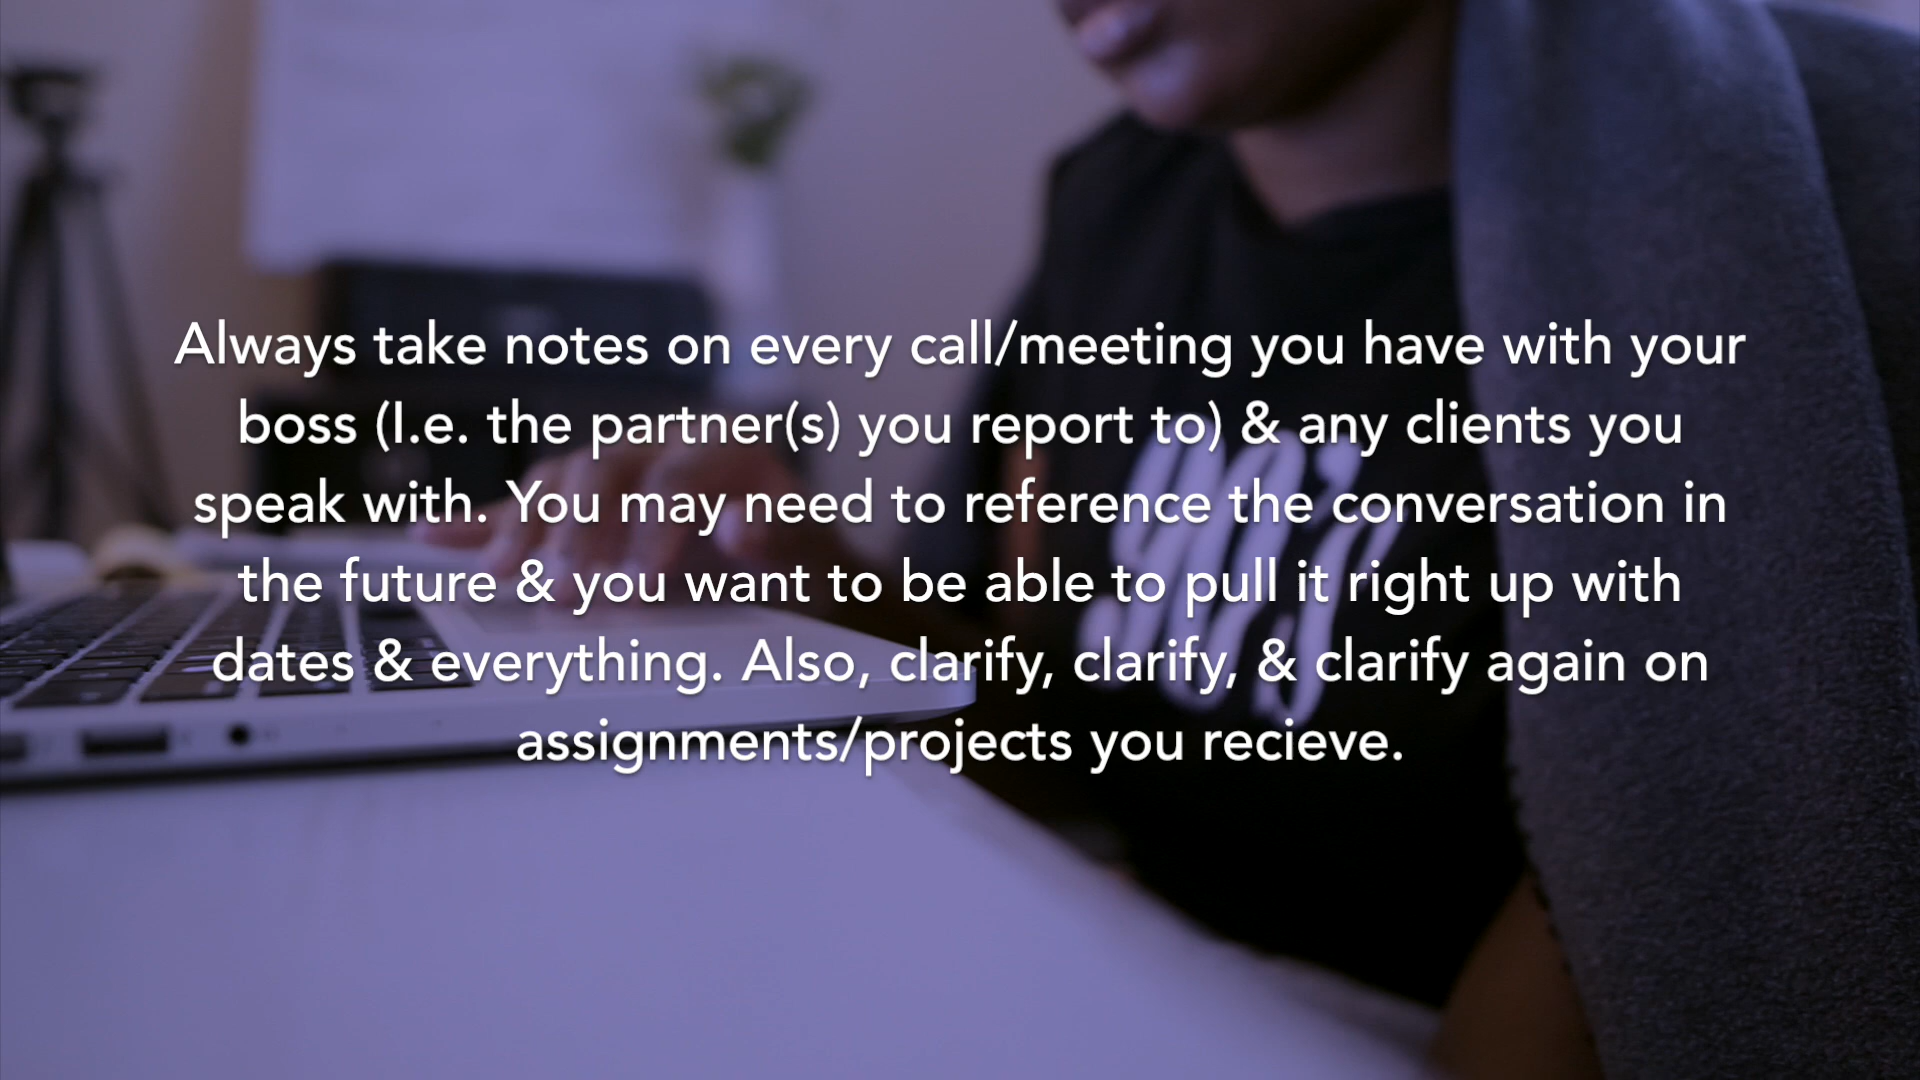 Always take notes on every call/meeting you have with your
boss (I.e. the partner(s) you report to) & any clients you
speak with. You may need to reference the conversation in
the future & you want to be able to pull it right up with
dates & everything. Also, clarify, clarify, & clarify again on
assignments/projects you recieve.